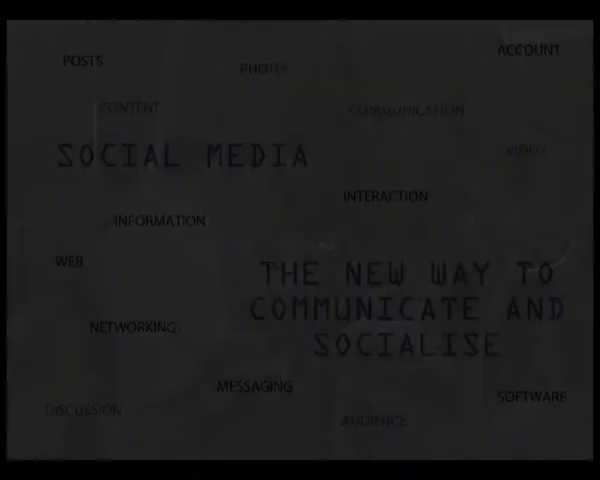 POSTS
ACCOUNT
PHOTO
CONTENT
COMMUNICATION
SOCIAL MEDIA
VIDEO
INTERACTION
INFORMATION
WEB
THE NEW WAY TO
COMMUNICATE AND
SOCIALISE
NETWORKING
MESSAGING
SOFTWARE
DISCUSSION
AUDIENCE